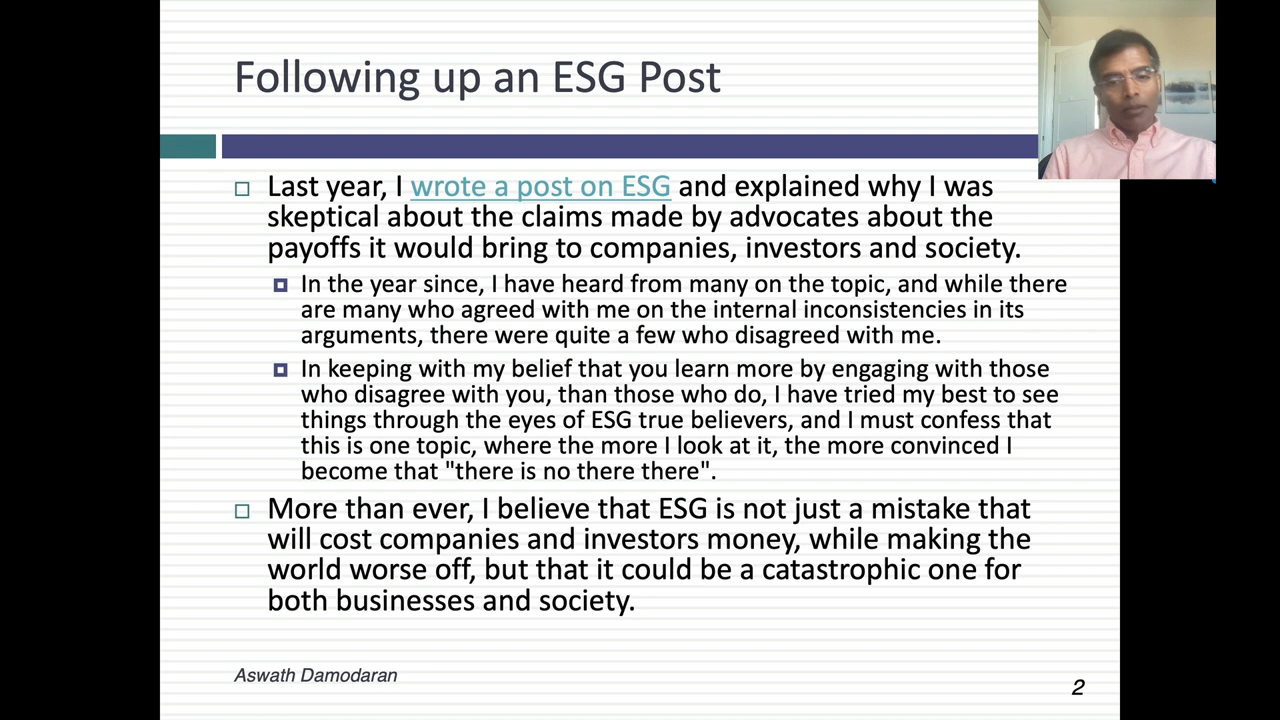 Following up an ESG Post
Last year, I wrote a post on ESG and explained why I was
skeptical about the claims made by advocates about the
payoffs it would bring to companies, investors and society.
In the year since, I have heard from many on the topic, and while there
are many who agreed with me on the internal inconsistencies in its
arguments, there were quite a few who disagreed with me.
In keeping with my belief that you learn more by engaging with those
who disagree with you, than those who do, I have tried my best to see
things through the eyes of ESG true believers, and I must confess that
this is one topic, where the more I look at it, the more convinced I
become that "there is no there there".
More than ever, I believe that ESG is not just a mistake that
will cost companies and investors money, while making the
world worse off, but that it could be a catastrophic one for
both businesses and society.
Aswath Damodaran
2